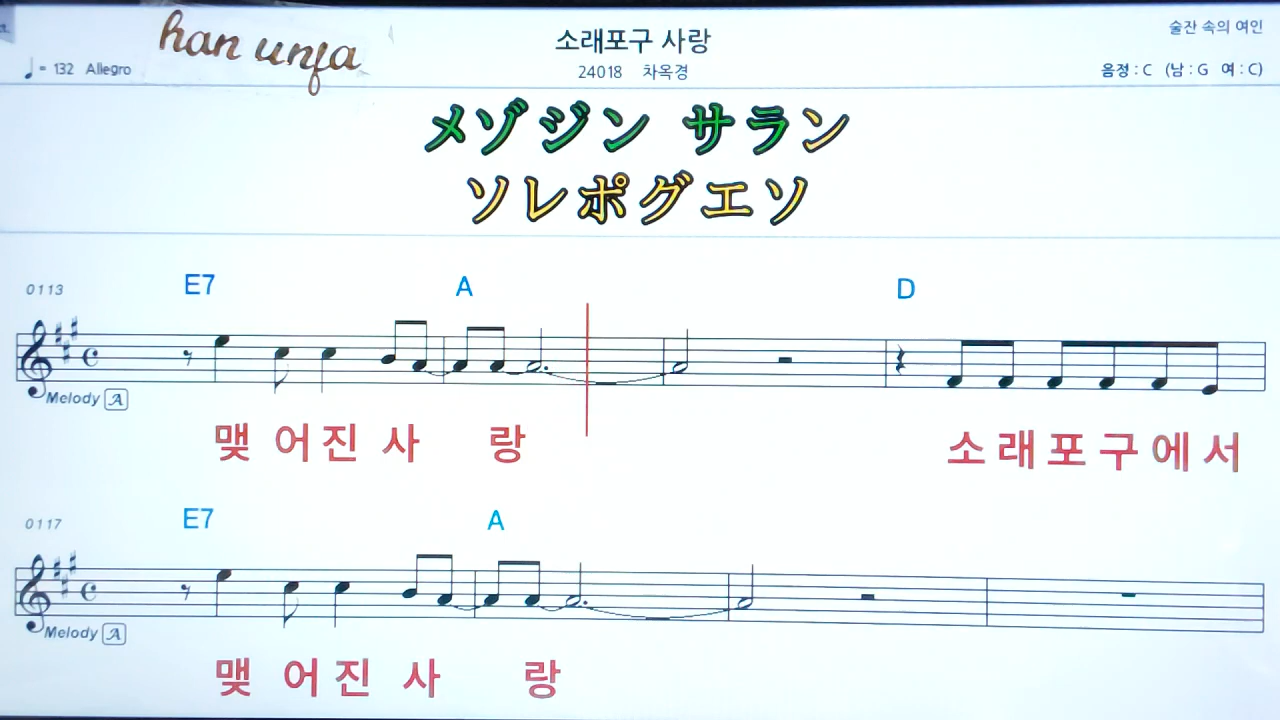 han unfa
소래포구 사랑
술잔 속의 여인
♩= 132 Allegro
24018 차옥경
음정 : C (남 : G 여 : C)
メゾジン サラン
ソレポグエソ
0113 E7 A D
Melody A
맺 어 진 사 랑 소 래 포 구 에 서
0117 E7 A
Melody A
맺 어 진 사 랑